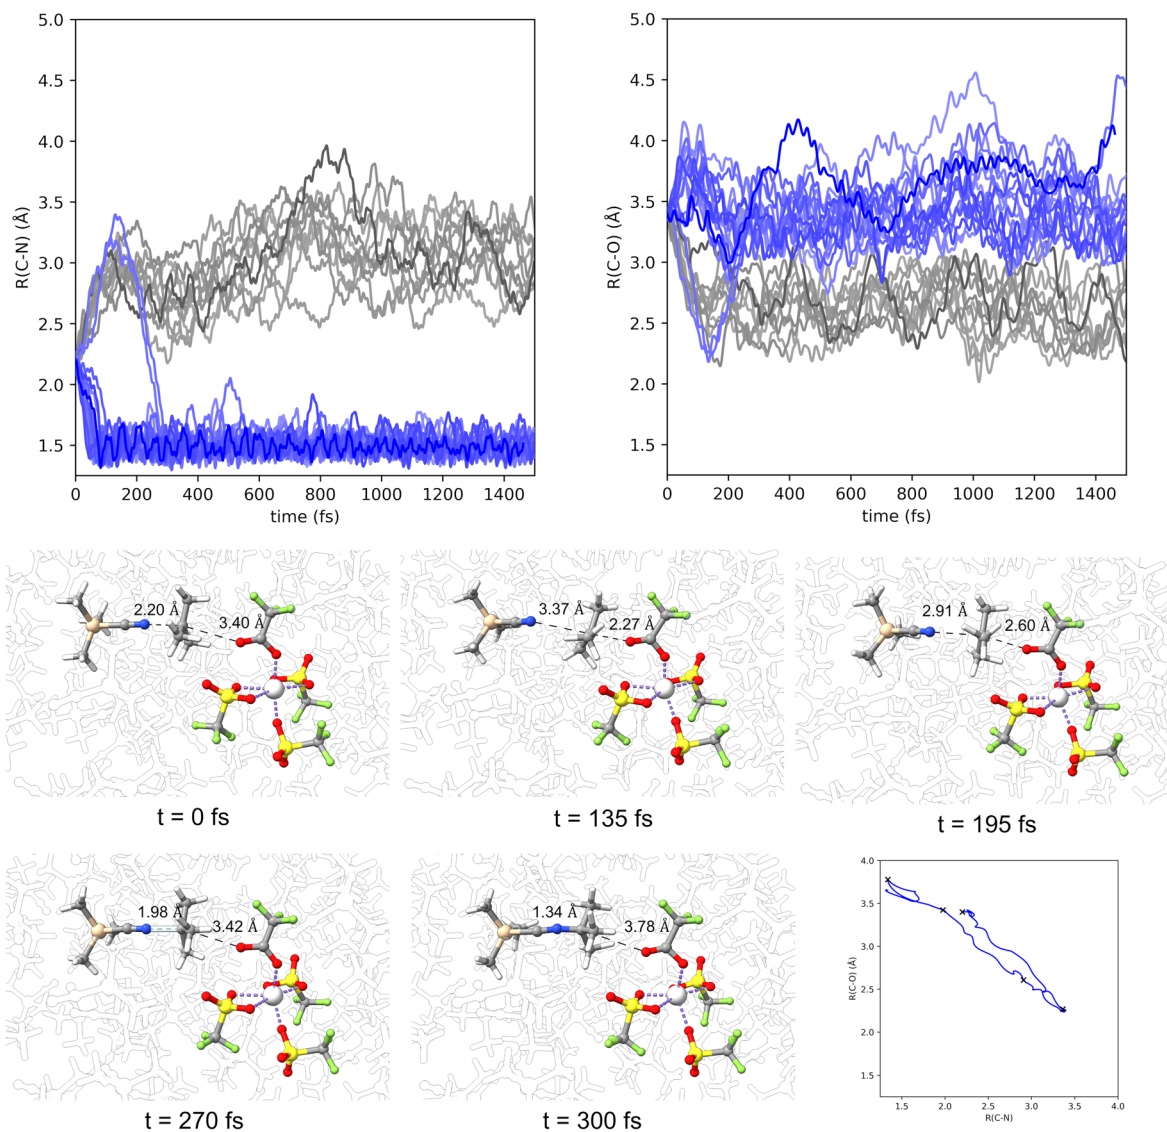 5.0
4.5
4.0
3.5
3.0
2.5
2.0
1.5
R(C-N) (Å)
0 200 400 600 800 1000 1200 1400
time (fs)
5.0
4.5
4.0
3.5
3.0
2.5
2.0
1.5
R(C-O) (Å)
0 200 400 600 800 1000 1200 1400
time (fs)
2.20 Å
3.40 Å
t = 0 fs
3.37 Å
2.27 Å
t = 135 fs
2.91 Å
2.60 Å
t = 195 fs
1.98 Å
3.42 Å
t = 270 fs
1.34 Å
3.78 Å
t = 300 fs
4.0
3.5
3.0
2.5
2.0
1.5
R(C-O) (Å)
1.5 2.0 2.5 3.0 3.5 4.0
R(C-N)